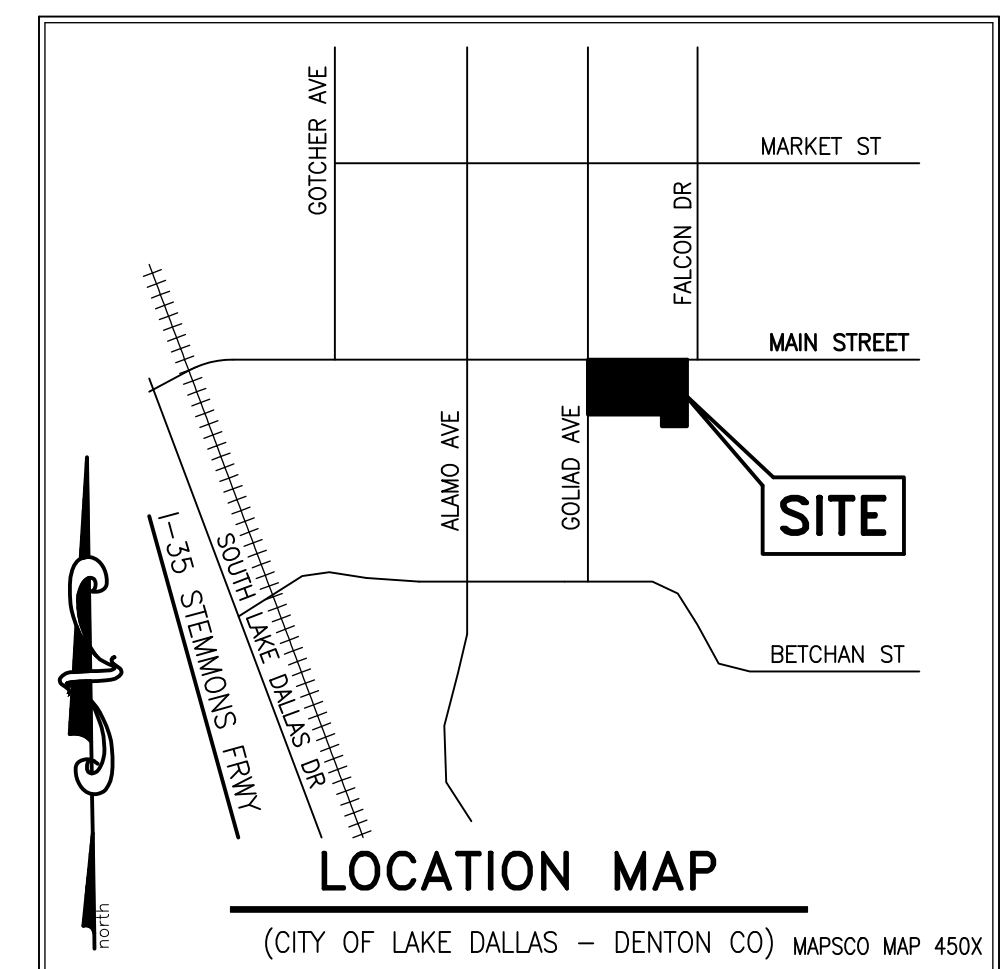 GOTCHER AVE
MARKET ST
FALCON DR
MAIN STREET
ALAMO AVE
GOLIAD AVE
SITE
I-35 STEMMONS FRWY
SOUTH LAKE DALLAS DR
BETCHAN ST
north
LOCATION MAP
(CITY OF LAKE DALLAS - DENTON CO) MAPSCO MAP 450X